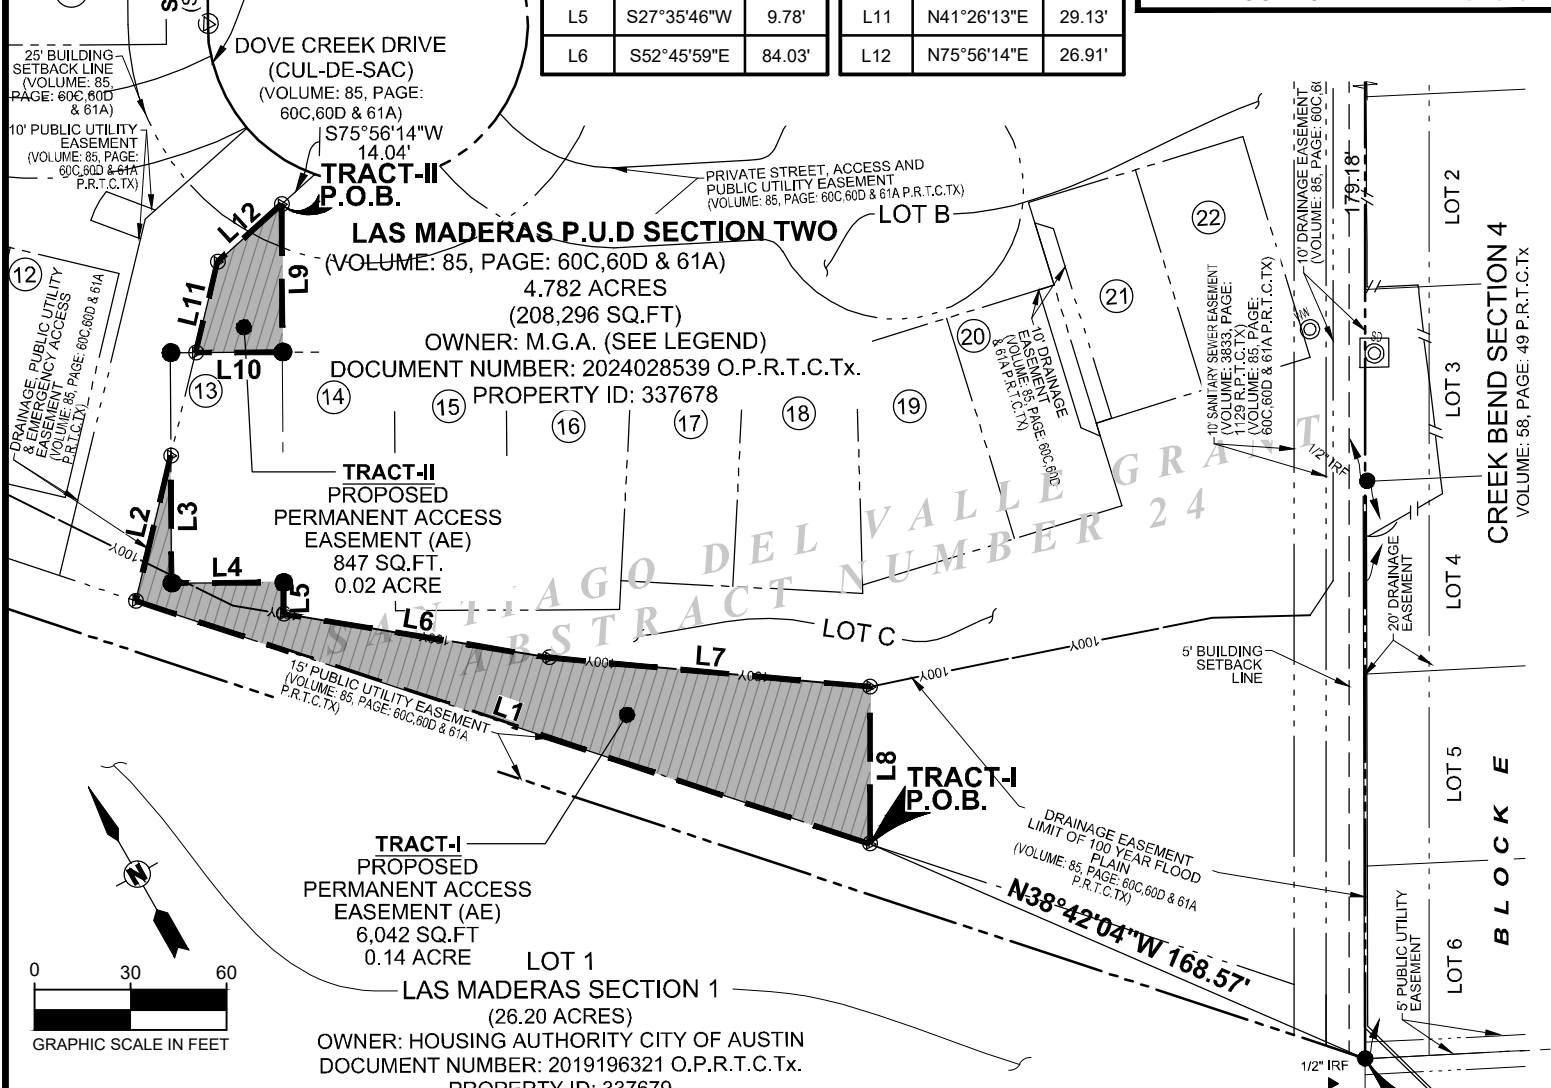 L5 S27°35'46"W 9.78' L11 N41°26'13"E 29.13'
L6 S52°45'59"E 84.03' L12 N75°56'14"E 26.91'
25' BUILDING
SETBACK LINE
(VOLUME: 85,
PAGE: 60C,60D
& 61A)
10' PUBLIC UTILITY
EASEMENT
(VOLUME: 85, PAGE:
60C,60D & 61A
P.R.T.C.TX)
DOVE CREEK DRIVE
(CUL-DE-SAC)
(VOLUME: 85, PAGE:
60C,60D & 61A)
S75°56'14"W
14.04'
TRACT-II
P.O.B.
PRIVATE STREET, ACCESS AND
PUBLIC UTILITY EASEMENT
(VOLUME: 85, PAGE: 60C,60D & 61A P.R.T.C.TX)
LOT B
LAS MADERAS P.U.D SECTION TWO
(VOLUME: 85, PAGE: 60C,60D & 61A)
4.782 ACRES
(208,296 SQ.FT)
OWNER: M.G.A. (SEE LEGEND)
DOCUMENT NUMBER: 2024028539 O.P.R.T.C.Tx.
PROPERTY ID: 337678
L12
L11
L9
L10
12
13
14
15
16
17
18
19
20
21
22
DRAINAGE, PUBLIC UTILITY
& EMERGENCY ACCESS
EASEMENT
(VOLUME: 85, PAGE: 60C,60D & 61A
P.R.T.C.TX)
10' DRAINAGE
EASEMENT
(VOLUME: 85, PAGE: 60C,60D
& 61A P.R.T.C.TX)
10' SANITARY SEWER EASEMENT
(VOLUME: 3833, PAGE:
1129 R.P.T.C.TX)
(VOLUME: 85, PAGE:
60C,60D & 61A P.R.T.C.TX)
10' DRAINAGE EASEMENT
(VOLUME: 85, PAGE: 60C,6
179.18'
LOT 2
LOT 3
LOT 4
LOT 5
LOT 6
CREEK BEND SECTION 4
VOLUME: 58, PAGE: 49 P.R.T.C.Tx
BLOCK E
1/2" IRF
20' DRAINAGE
EASEMENT
TRACT-II
PROPOSED
PERMANENT ACCESS
EASEMENT (AE)
847 SQ.FT.
0.02 ACRE
SANTIAGO DEL VALLE GRANT
ABSTRACT NUMBER 24
L2
L3
L4
L5
L6
L7
L8
L1
100Y
100Y
100Y
100Y
100Y
100Y
100Y
LOT C
5' BUILDING
SETBACK
LINE
15' PUBLIC UTILITY EASEMENT
(VOLUME: 85, PAGE: 60C,60D & 61A
P.R.T.C.TX)
TRACT-I
P.O.B.
DRAINAGE EASEMENT
LIMIT OF 100 YEAR FLOOD
PLAIN
(VOLUME: 85, PAGE: 60C,60D & 61A
P.R.T.C.TX)
N38°42'04"W 168.57'
5' PUBLIC UTILITY
EASEMENT
1/2" IRF
TRACT-I
PROPOSED
PERMANENT ACCESS
EASEMENT (AE)
6,042 SQ.FT
0.14 ACRE
N
0 30 60
GRAPHIC SCALE IN FEET
LOT 1
LAS MADERAS SECTION 1
(26.20 ACRES)
OWNER: HOUSING AUTHORITY CITY OF AUSTIN
DOCUMENT NUMBER: 2019196321 O.P.R.T.C.Tx.
PROPERTY ID: 337679